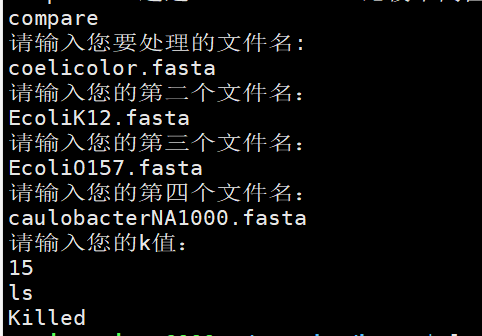 compare
请输入您要处理的文件名:
coelicolor.fasta
请输入您的第二个文件名：
EcoliK12.fasta
请输入您的第三个文件名：
EcoliO157.fasta
请输入您的第四个文件名：
caulobacterNA1000.fasta
请输入您的k值：
15
ls
Killed